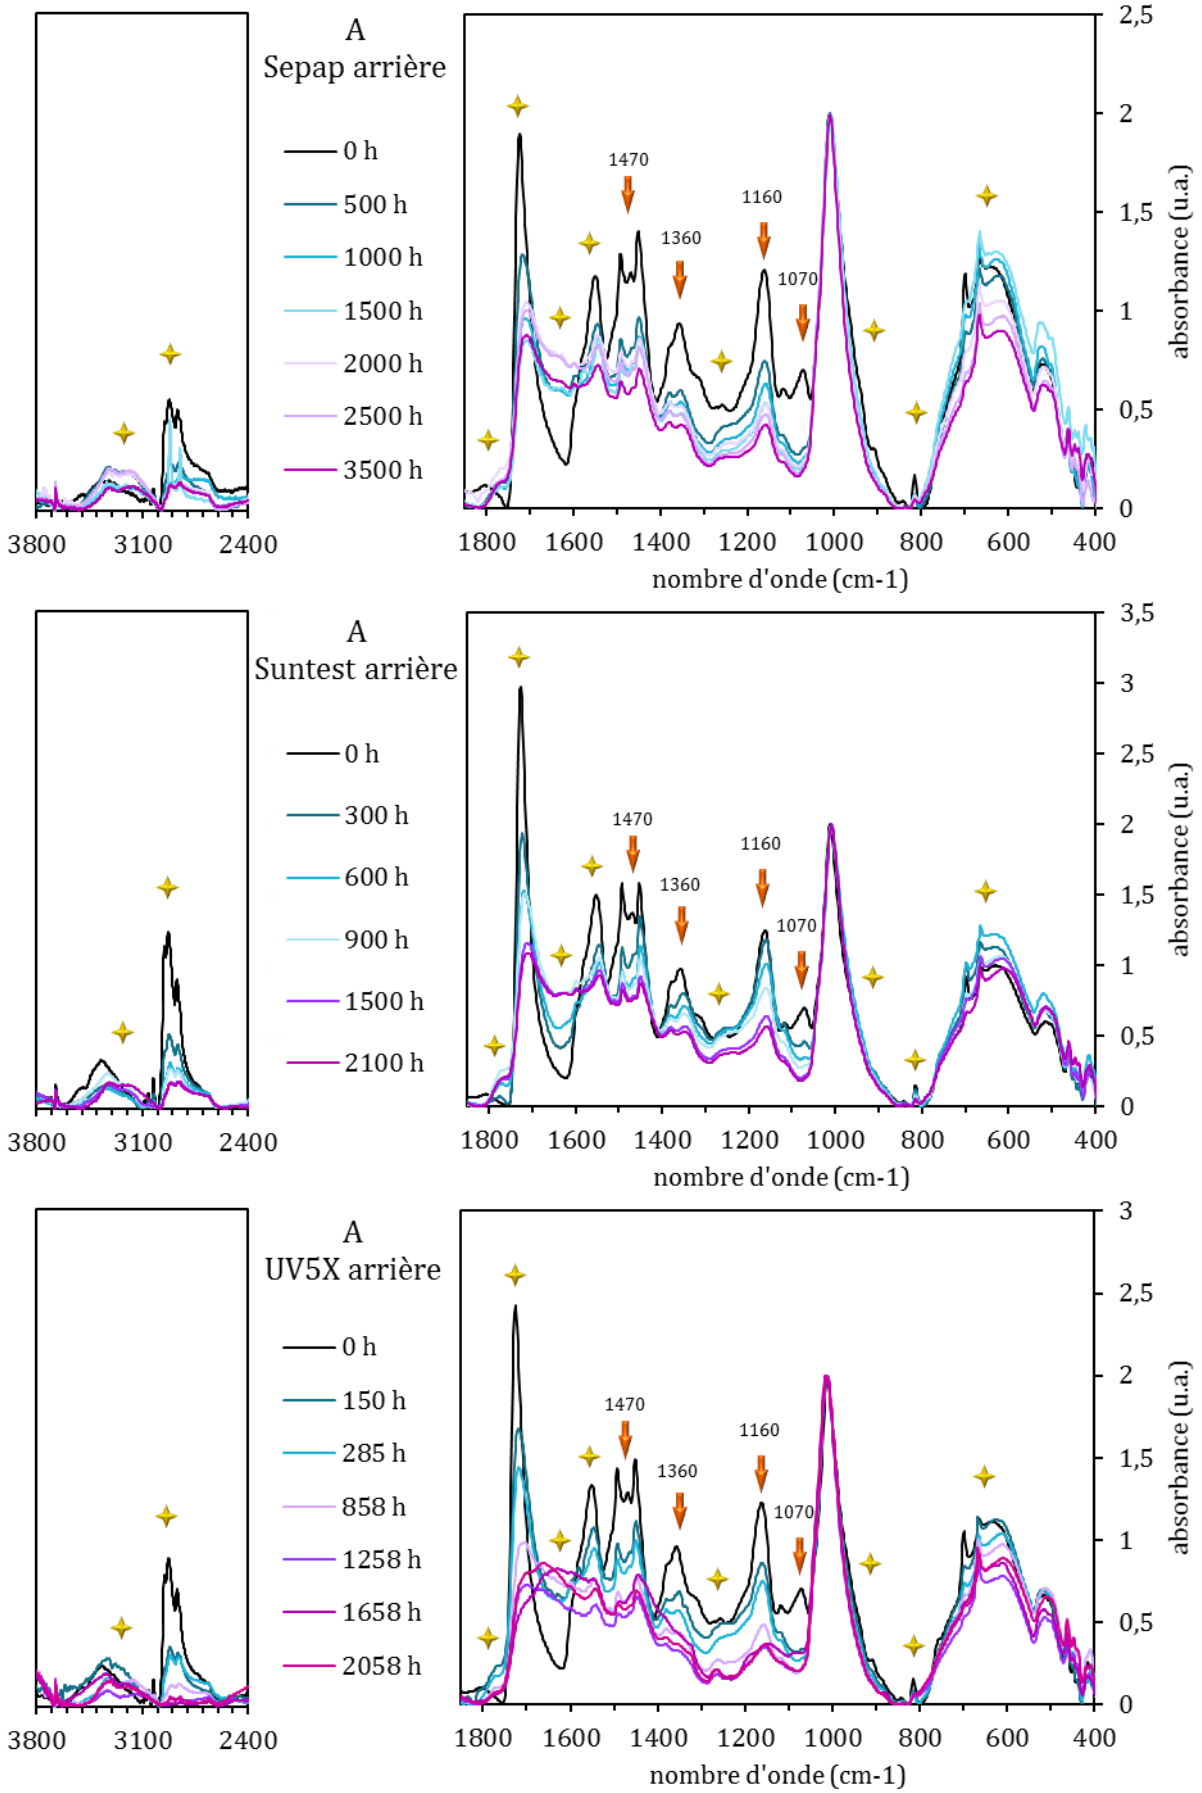 A
Sepap arrière
0 h
500 h
1000 h
1500 h
2000 h
2500 h
3500 h
3800 3100 2400
1470
1360
1160
1070
2,5
2
1,5
1
0,5
0
absorbance (u.a.)
1800 1600 1400 1200 1000 800 600 400
nombre d'onde (cm-1)
A
Suntest arrière
0 h
300 h
600 h
900 h
1500 h
2100 h
3800 3100 2400
1470
1360
1160
1070
3,5
3
2,5
2
1,5
1
0,5
0
absorbance (u.a.)
1800 1600 1400 1200 1000 800 600 400
nombre d'onde (cm-1)
A
UV5X arrière
0 h
150 h
285 h
858 h
1258 h
1658 h
2058 h
3800 3100 2400
1470
1360
1160
1070
3
2,5
2
1,5
1
0,5
0
absorbance (u.a.)
1800 1600 1400 1200 1000 800 600 400
nombre d'onde (cm-1)